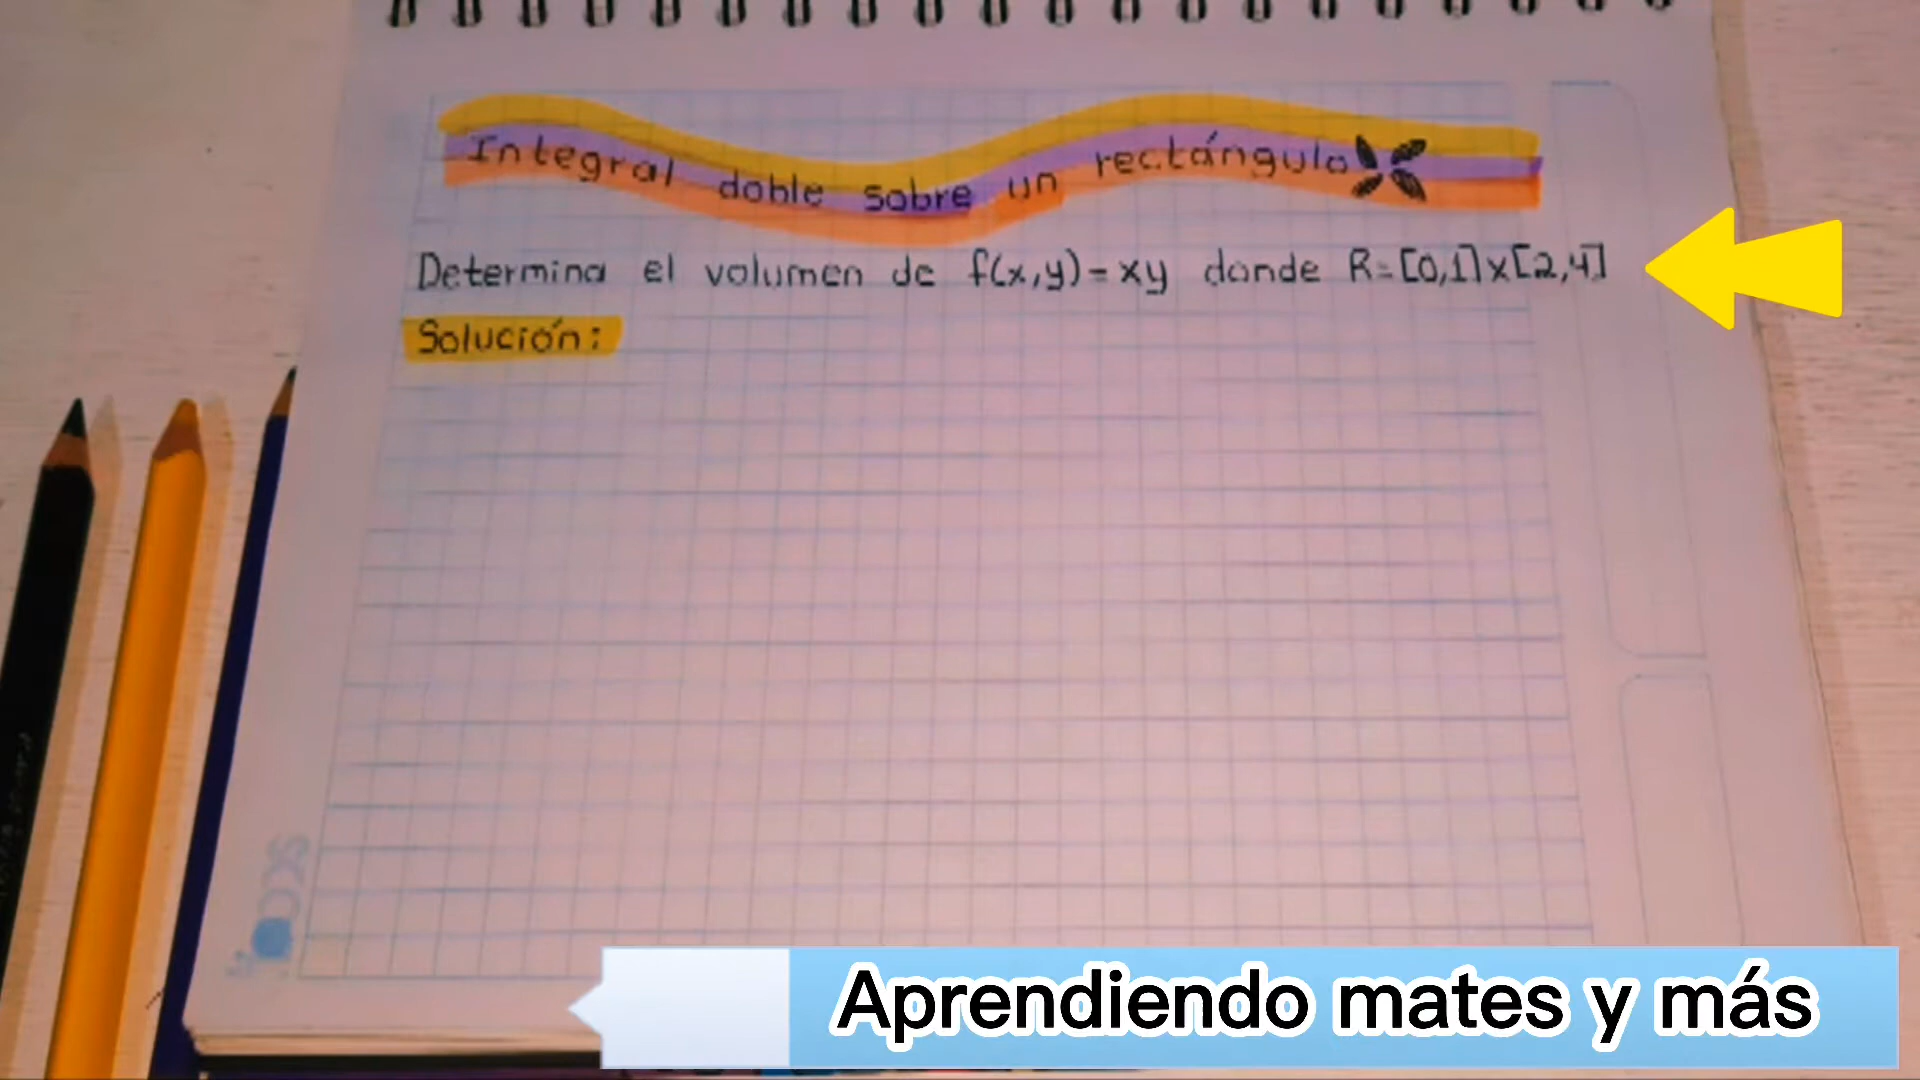 Integral doble sobre un rectángulo
Determina el volumen de f(x,y)=xy donde R=[0,1]x[2,4]
Solución:
Aprendiendo mates y más